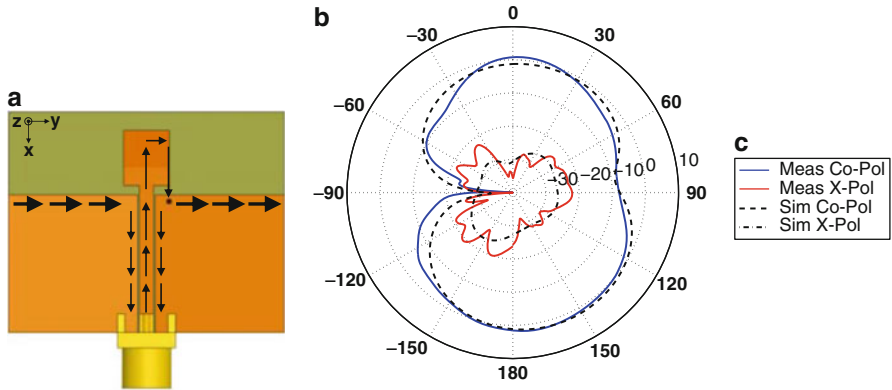 a
z
y
x
b
0
−30
30
−60
60
−90
90
−120
120
−150
150
180
−30
−20
−10
0
10
c
Meas Co-Pol
Meas X-Pol
Sim Co-Pol
Sim X-Pol